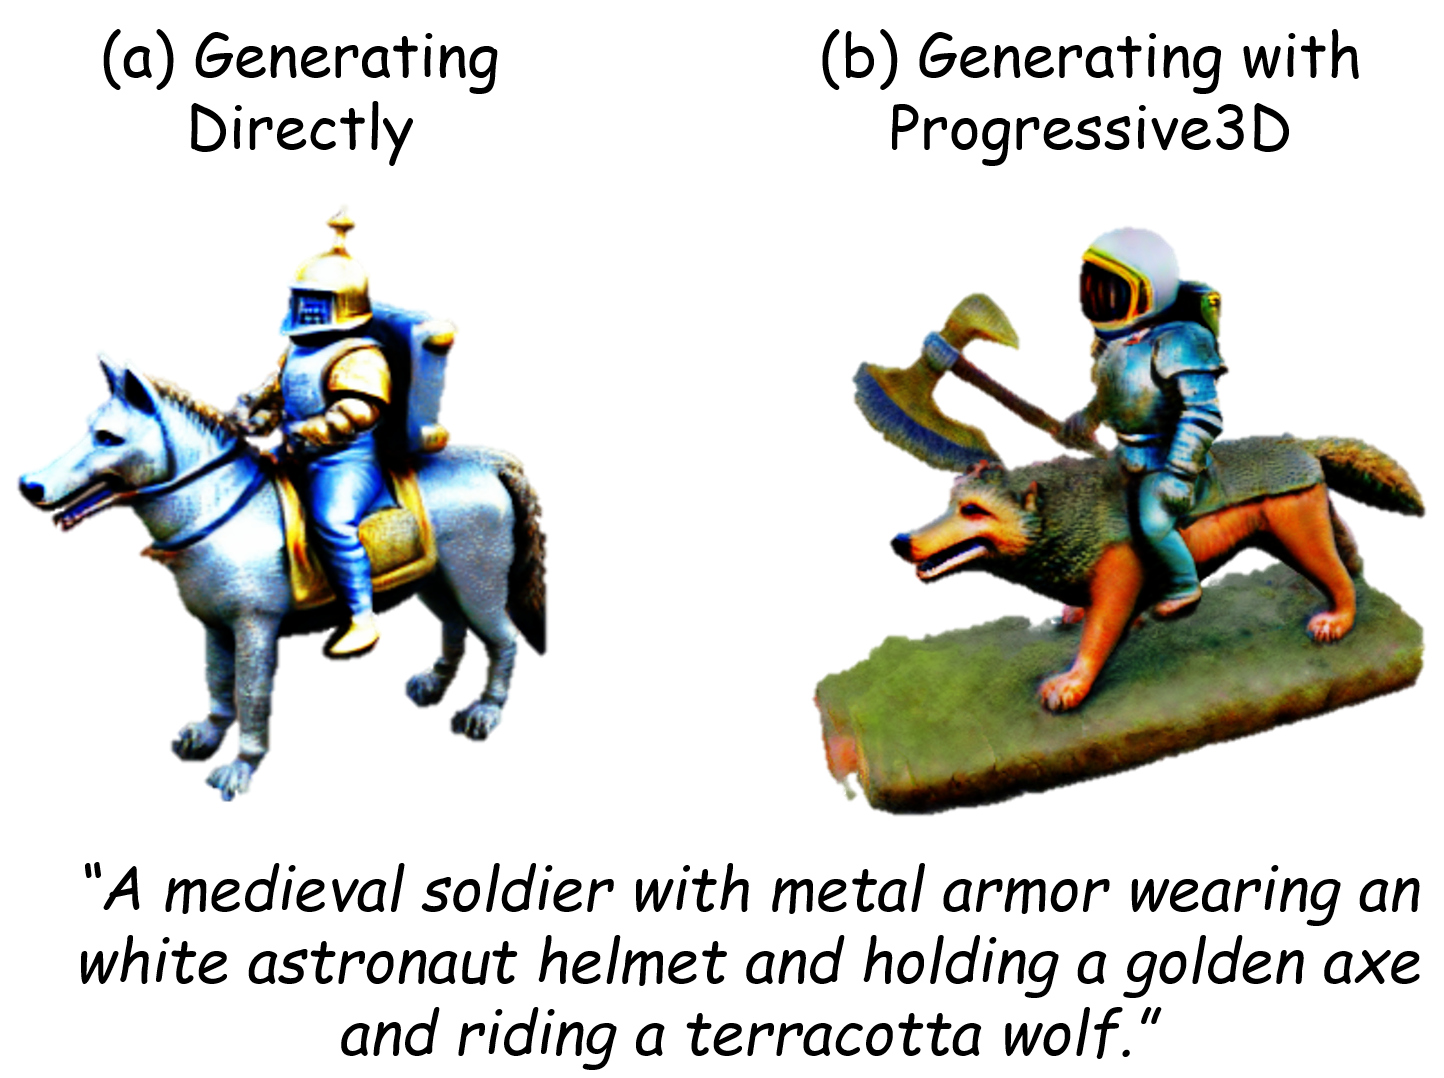 (a) Generating
Directly
(b) Generating with
Progressive3D
“A medieval soldier with metal armor wearing an
white astronaut helmet and holding a golden axe
and riding a terracotta wolf.”